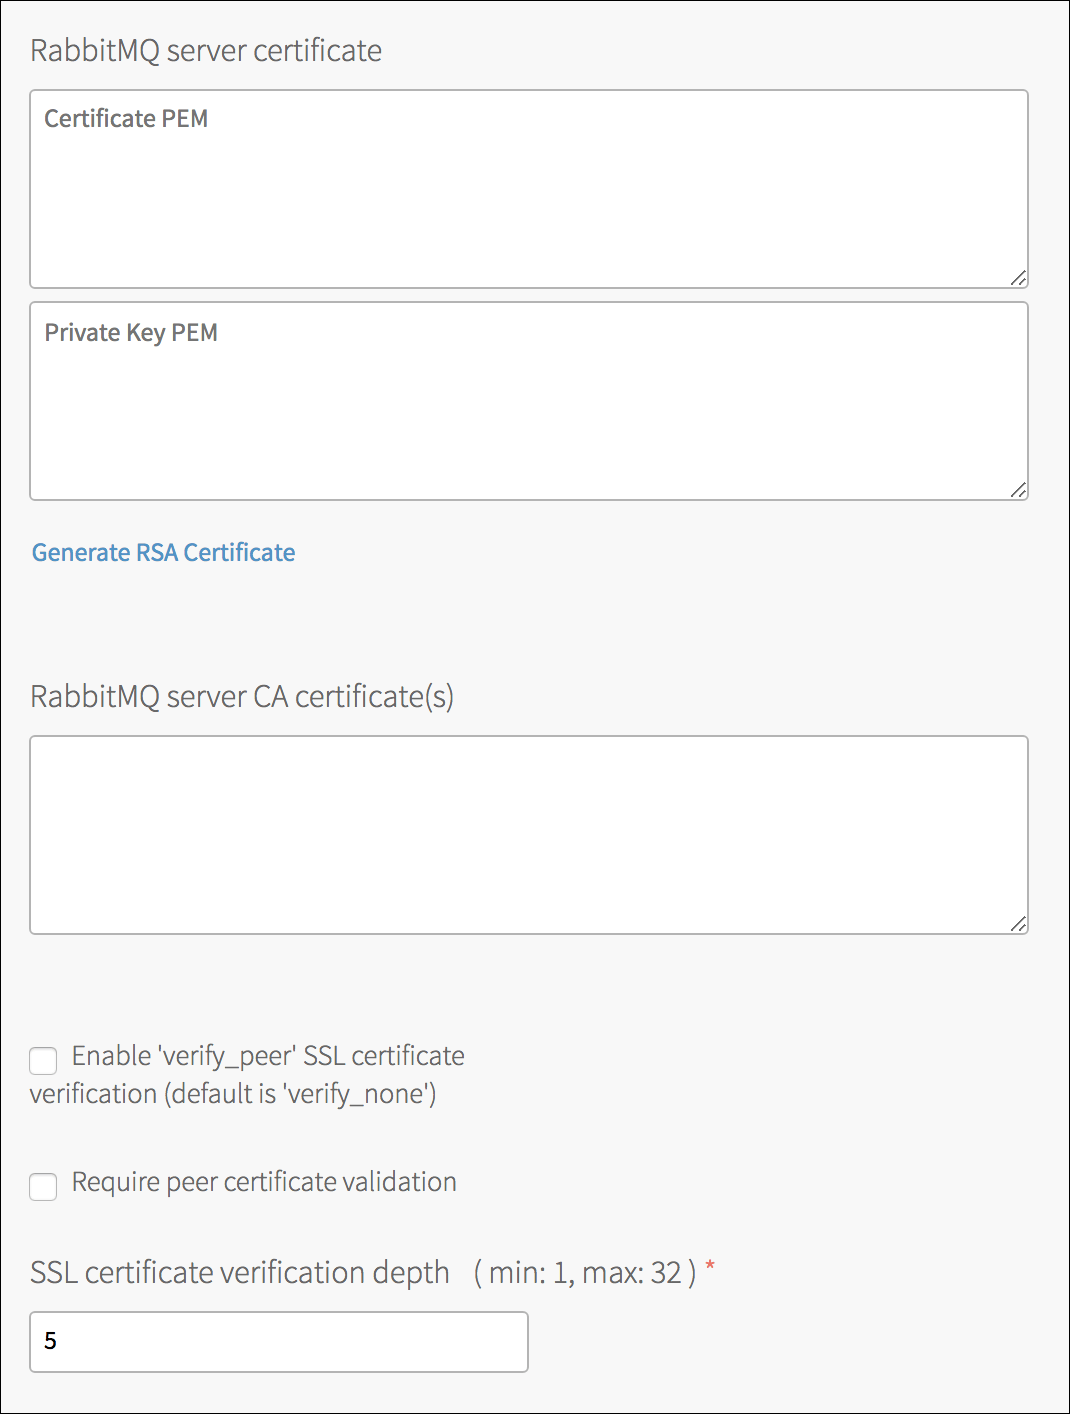 RabbitMQ server certificate
Certificate PEM
Private Key PEM
Generate RSA Certificate
RabbitMQ server CA certificate(s)
Enable 'verify_peer' SSL certificate
verification (default is 'verify_none')
Require peer certificate validation
SSL certificate verification depth ( min: 1, max: 32 ) *
5